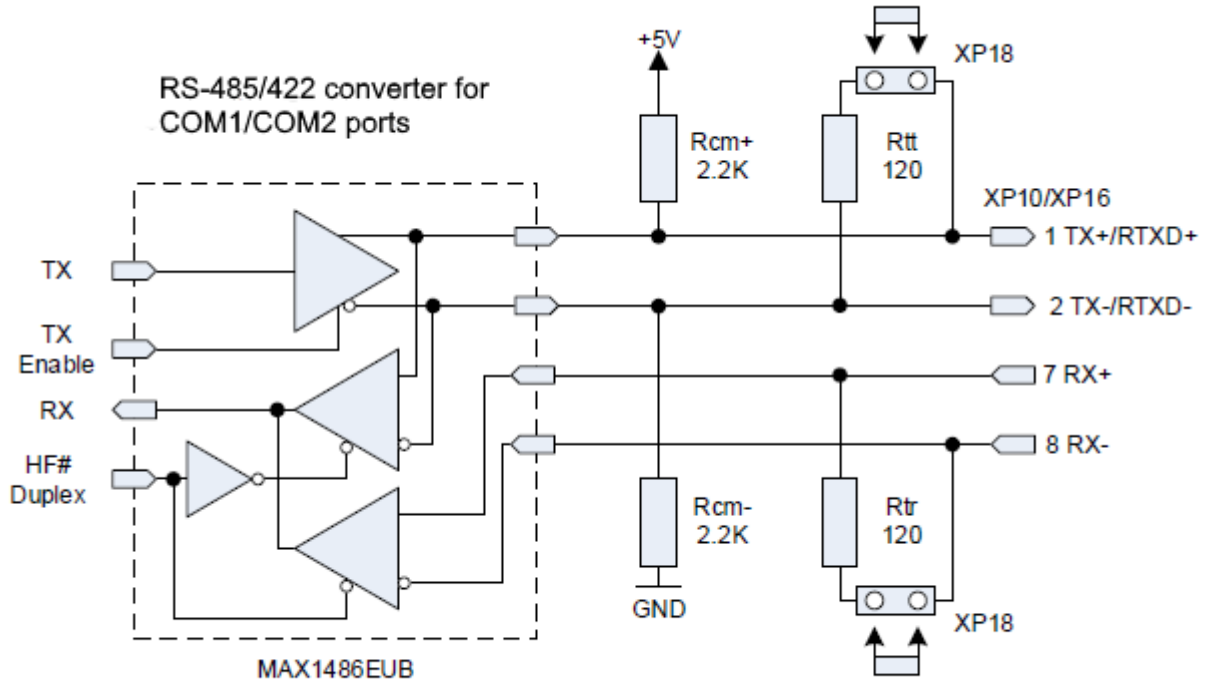 RS-485/422 converter for
COM1/COM2 ports
+5V
XP18
Rcm+
2.2K
Rtt
120
XP10/XP16
TX
1 TX+/RTXD+
TX
Enable
2 TX-/RTXD-
7 RX+
RX
8 RX-
HF#
Duplex
Rcm-
2.2K
Rtr
120
GND
XP18
MAX1486EUB